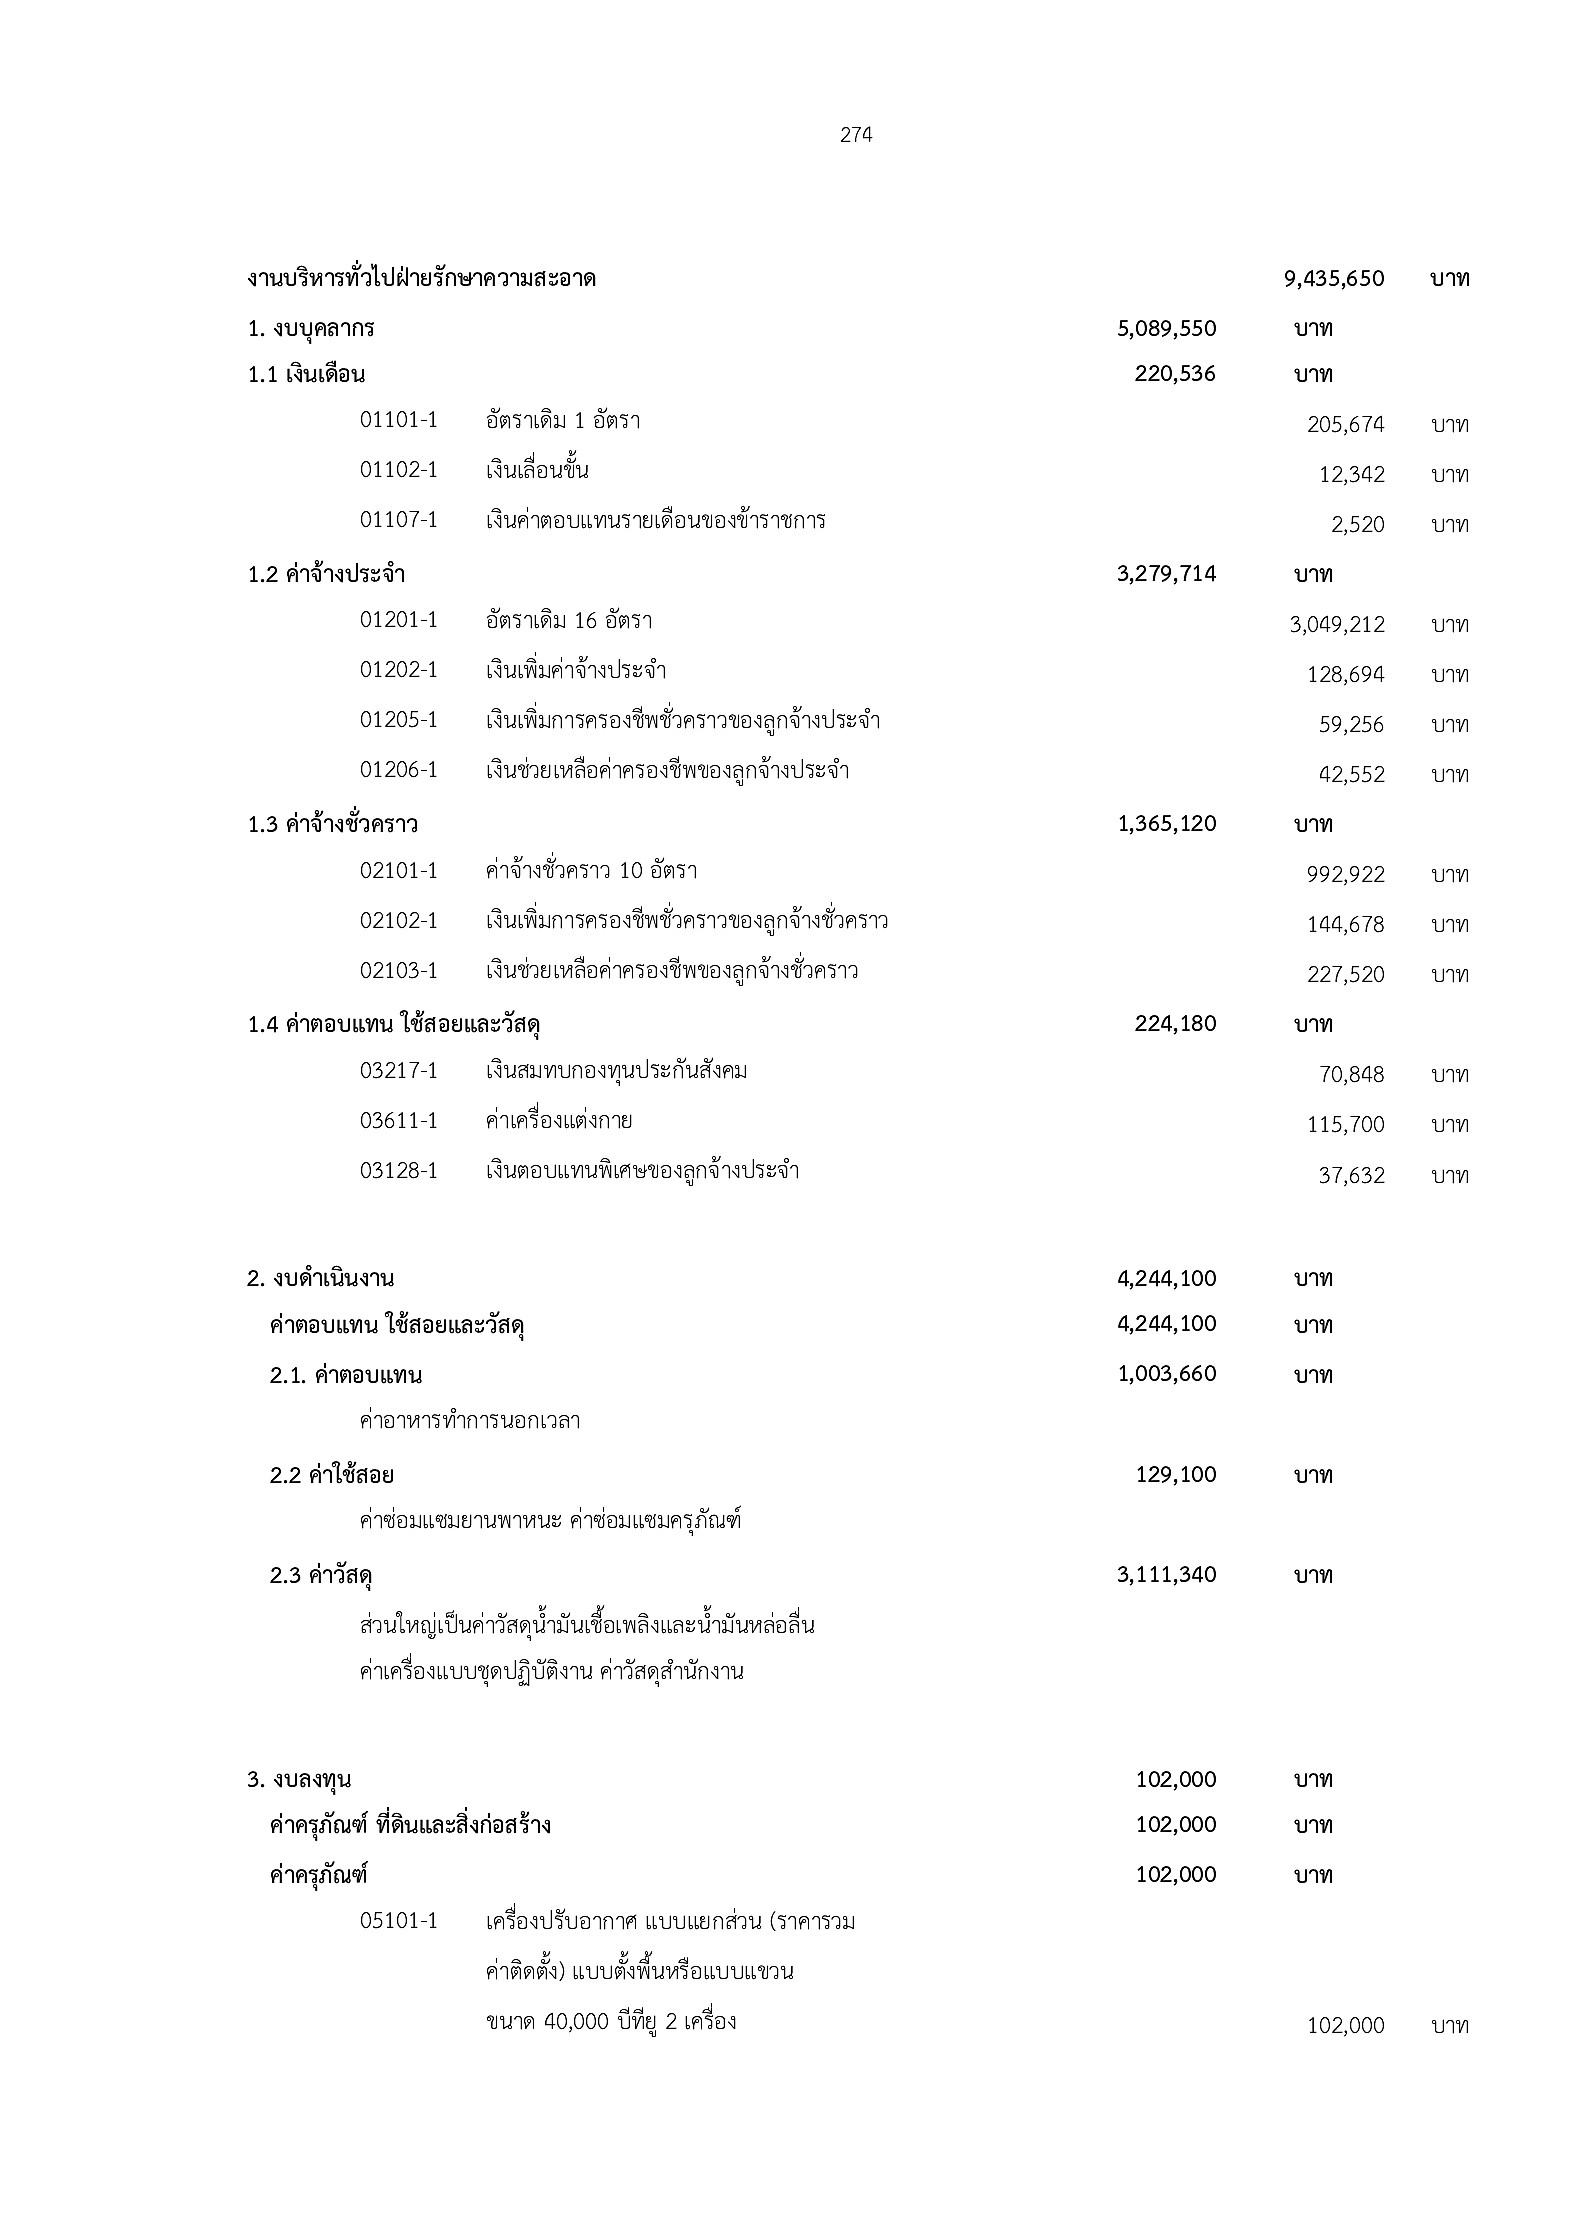 274
งานบริหารทั่วไปฝ่ายรักษาความสะอาด 9,435,650 บาท
1. งบบุคลากร 5,089,550 บาท
1.1 เงินเดือน 220,536 บาท
01101-1 อัตราเดิม 1 อัตรา 205,674 บาท
01102-1 เงินเลื่อนขั้น 12,342 บาท
01107-1 เงินค่าตอบแทนรายเดือนของข้าราชการ 2,520 บาท
1.2 ค่าจ้างประจำ 3,279,714 บาท
01201-1 อัตราเดิม 16 อัตรา 3,049,212 บาท
01202-1 เงินเพิ่มค่าจ้างประจำ 128,694 บาท
01205-1 เงินเพิ่มการครองชีพชั่วคราวของลูกจ้างประจำ 59,256 บาท
01206-1 เงินช่วยเหลือค่าครองชีพของลูกจ้างประจำ 42,552 บาท
1.3 ค่าจ้างชั่วคราว 1,365,120 บาท
02101-1 ค่าจ้างชั่วคราว 10 อัตรา 992,922 บาท
02102-1 เงินเพิ่มการครองชีพชั่วคราวของลูกจ้างชั่วคราว 144,678 บาท
02103-1 เงินช่วยเหลือค่าครองชีพของลูกจ้างชั่วคราว 227,520 บาท
1.4 ค่าตอบแทน ใช้สอยและวัสดุ 224,180 บาท
03217-1 เงินสมทบกองทุนประกันสังคม 70,848 บาท
03611-1 ค่าเครื่องแต่งกาย 115,700 บาท
03128-1 เงินตอบแทนพิเศษของลูกจ้างประจำ 37,632 บาท
2. งบดำเนินงาน 4,244,100 บาท
ค่าตอบแทน ใช้สอยและวัสดุ 4,244,100 บาท
2.1. ค่าตอบแทน 1,003,660 บาท
ค่าอาหารทำการนอกเวลา
2.2 ค่าใช้สอย 129,100 บาท
ค่าซ่อมแซมยานพาหนะ ค่าซ่อมแซมครุภัณฑ์
2.3 ค่าวัสดุ 3,111,340 บาท
ส่วนใหญ่เป็นค่าวัสดุน้ำมันเชื้อเพลิงและน้ำมันหล่อลื่น
ค่าเครื่องแบบชุดปฏิบัติงาน ค่าวัสดุสำนักงาน
3. งบลงทุน 102,000 บาท
ค่าครุภัณฑ์ ที่ดินและสิ่งก่อสร้าง 102,000 บาท
ค่าครุภัณฑ์ 102,000 บาท
05101-1 เครื่องปรับอากาศ แบบแยกส่วน (ราคารวม
ค่าติดตั้ง) แบบตั้งพื้นหรือแบบแขวน
ขนาด 40,000 บีทียู 2 เครื่อง 102,000 บาท